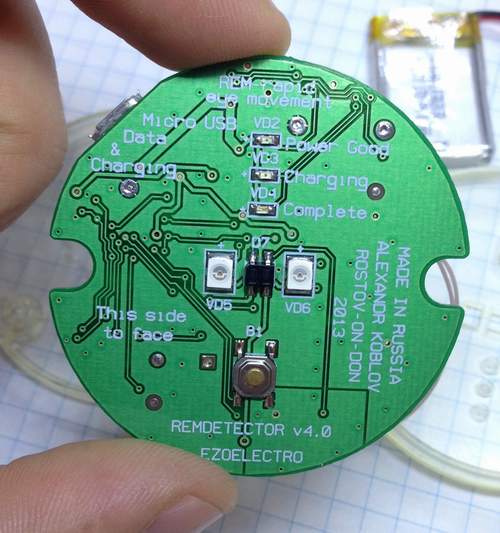 REM-rapid
eye movement
Micro USB
Data
&
Charging
VD2
Power Good
VD3
Charging
VD4
Complete
D7
VD5
VD6
This side
to face
B1
MADE IN RUSSIA
ALEXANDR KOBLOV
ROSTOV-ON-DON
2013
REMDETECTOR v4.0
EZOELECTRO